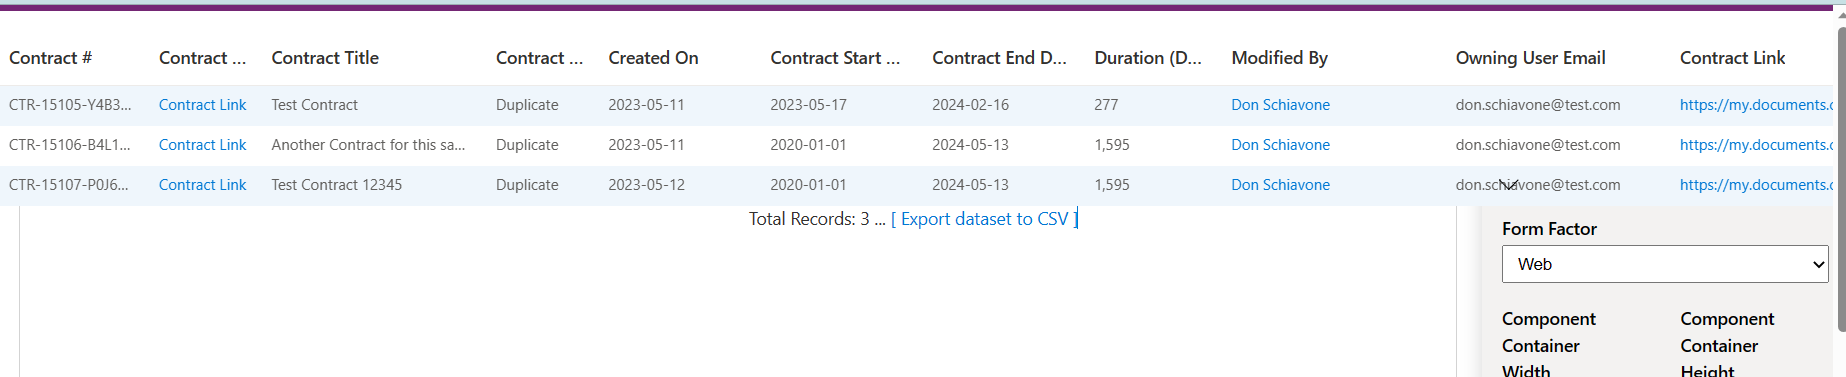 Contract # Contract ... Contract Title Contract ... Created On Contract Start ... Contract End D... Duration (D... Modified By Owning User Email Contract Link
CTR-15105-Y4B3... Contract Link Test Contract Duplicate 2023-05-11 2023-05-17 2024-02-16 277 Don Schiavone don.schiavone@test.com https://my.documents.c
CTR-15106-B4L1... Contract Link Another Contract for this sa... Duplicate 2023-05-11 2020-01-01 2024-05-13 1,595 Don Schiavone don.schiavone@test.com https://my.documents.c
CTR-15107-P0J6... Contract Link Test Contract 12345 Duplicate 2023-05-12 2020-01-01 2024-05-13 1,595 Don Schiavone don.schiavone@test.com https://my.documents.c
Total Records: 3 ... [ Export dataset to CSV ]
Form Factor
Web
Component Component
Container Container
Width Height